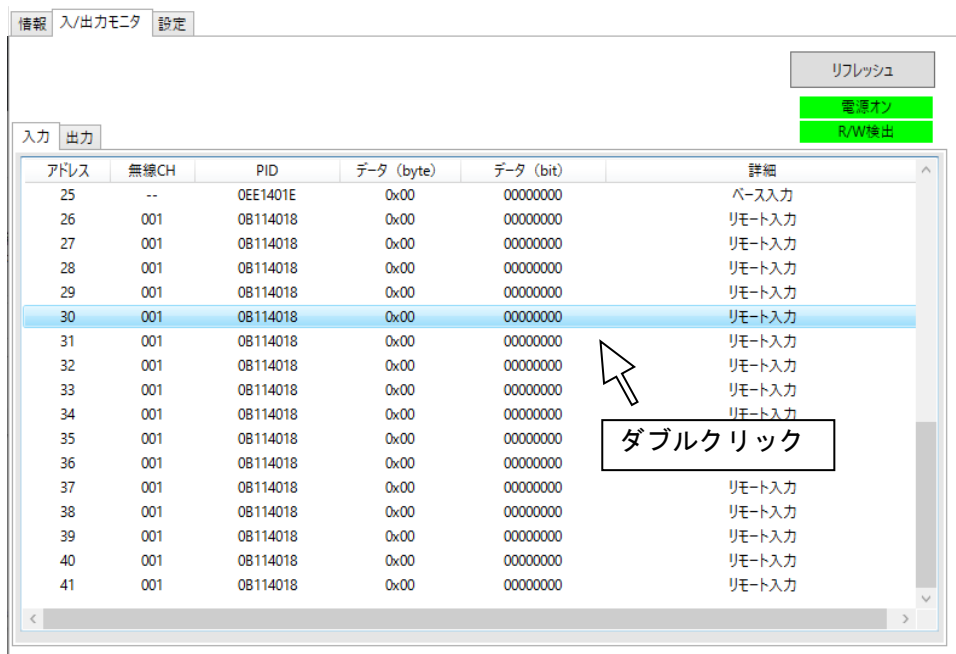 情報 入/出力モニタ 設定
リフレッシュ
電源オン
R/W検出
入力 出力
アドレス 無線CH PID データ（byte） データ（bit） 詳細
25 -- 0EE1401E 0x00 00000000 ベース入力
26 001 0B114018 0x00 00000000 リモート入力
27 001 0B114018 0x00 00000000 リモート入力
28 001 0B114018 0x00 00000000 リモート入力
29 001 0B114018 0x00 00000000 リモート入力
30 001 0B114018 0x00 00000000 リモート入力
31 001 0B114018 0x00 00000000 リモート入力
32 001 0B114018 0x00 00000000 リモート入力
33 001 0B114018 0x00 00000000 リモート入力
34 001 0B114018 0x00 00000000 リモート入力
35 001 0B114018 0x00 00000000
ダブルクリック
36 001 0B114018 0x00 00000000
37 001 0B114018 0x00 00000000 リモート入力
38 001 0B114018 0x00 00000000 リモート入力
39 001 0B114018 0x00 00000000 リモート入力
40 001 0B114018 0x00 00000000 リモート入力
41 001 0B114018 0x00 00000000 リモート入力